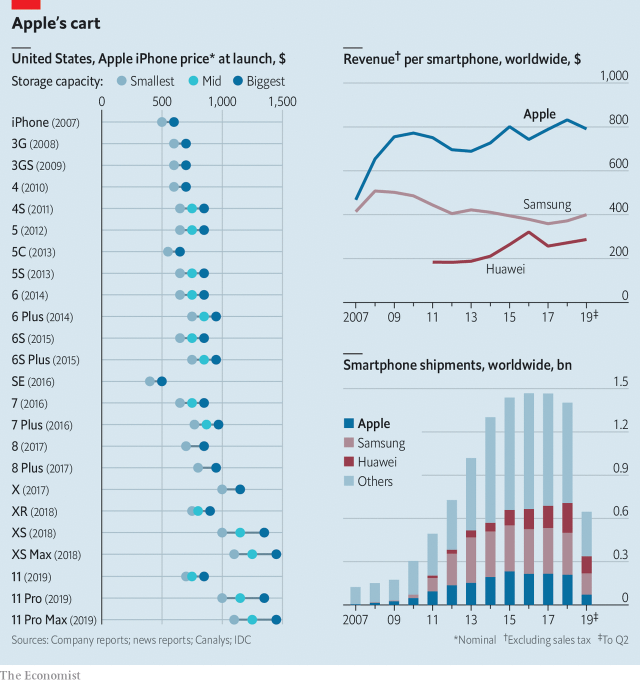 Apple's cart
United States, Apple iPhone price* at launch, $
Storage capacity: Smallest Mid Biggest
0 500 1,000 1,500
iPhone (2007)
3G (2008)
3GS (2009)
4 (2010)
4S (2011)
5 (2012)
5C (2013)
5S (2013)
6 (2014)
6 Plus (2014)
6S (2015)
6S Plus (2015)
SE (2016)
7 (2016)
7 Plus (2016)
8 (2017)
8 Plus (2017)
X (2017)
XR (2018)
XS (2018)
XS Max (2018)
11 (2019)
11 Pro (2019)
11 Pro Max (2019)
Revenue† per smartphone, worldwide, $
1,000
Apple
800
600
Samsung
400
200
Huawei
0
2007 09 11 13 15 17 19‡
Smartphone shipments, worldwide, bn
1.5
Apple
1.2
Samsung
Huawei
0.9
Others
0.6
0.3
0
2007 09 11 13 15 17 19‡
Sources: Company reports; news reports; Canalys; IDC
*Nominal †Excluding sales tax ‡To Q2
The Economist